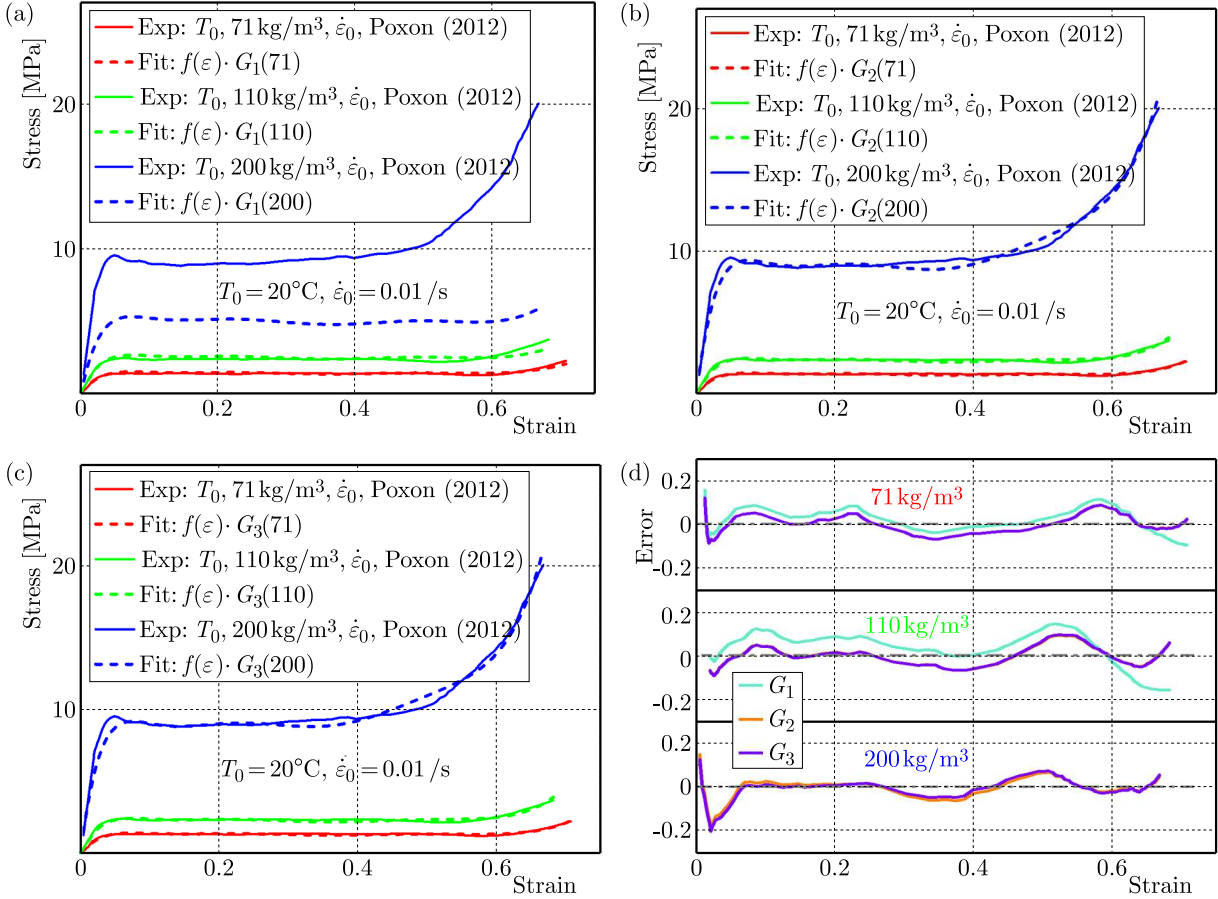 (a)
Stress [MPa]
Exp: T₀, 71 kg/m³, ε̇₀, Poxon (2012)
Fit: f(ε) · G₁(71)
Exp: T₀, 110 kg/m³, ε̇₀, Poxon (2012)
Fit: f(ε) · G₁(110)
Exp: T₀, 200 kg/m³, ε̇₀, Poxon (2012)
Fit: f(ε) · G₁(200)
20
10
T₀ = 20°C, ε̇₀ = 0.01 /s
0
0.2
0.4
0.6
Strain
(b)
Stress [MPa]
Exp: T₀, 71 kg/m³, ε̇₀, Poxon (2012)
Fit: f(ε) · G₂(71)
Exp: T₀, 110 kg/m³, ε̇₀, Poxon (2012)
Fit: f(ε) · G₂(110)
Exp: T₀, 200 kg/m³, ε̇₀, Poxon (2012)
Fit: f(ε) · G₂(200)
20
10
T₀ = 20°C, ε̇₀ = 0.01 /s
0
0.2
0.4
0.6
Strain
(c)
Stress [MPa]
Exp: T₀, 71 kg/m³, ε̇₀, Poxon (2012)
Fit: f(ε) · G₃(71)
Exp: T₀, 110 kg/m³, ε̇₀, Poxon (2012)
Fit: f(ε) · G₃(110)
Exp: T₀, 200 kg/m³, ε̇₀, Poxon (2012)
Fit: f(ε) · G₃(200)
20
10
T₀ = 20°C, ε̇₀ = 0.01 /s
0
0.2
0.4
0.6
Strain
(d)
Error
0.2
71 kg/m³
0
-0.2
0.2
110 kg/m³
0
-0.2
G₁
G₂
G₃
0.2
200 kg/m³
0
-0.2
0
0.2
0.4
0.6
Strain